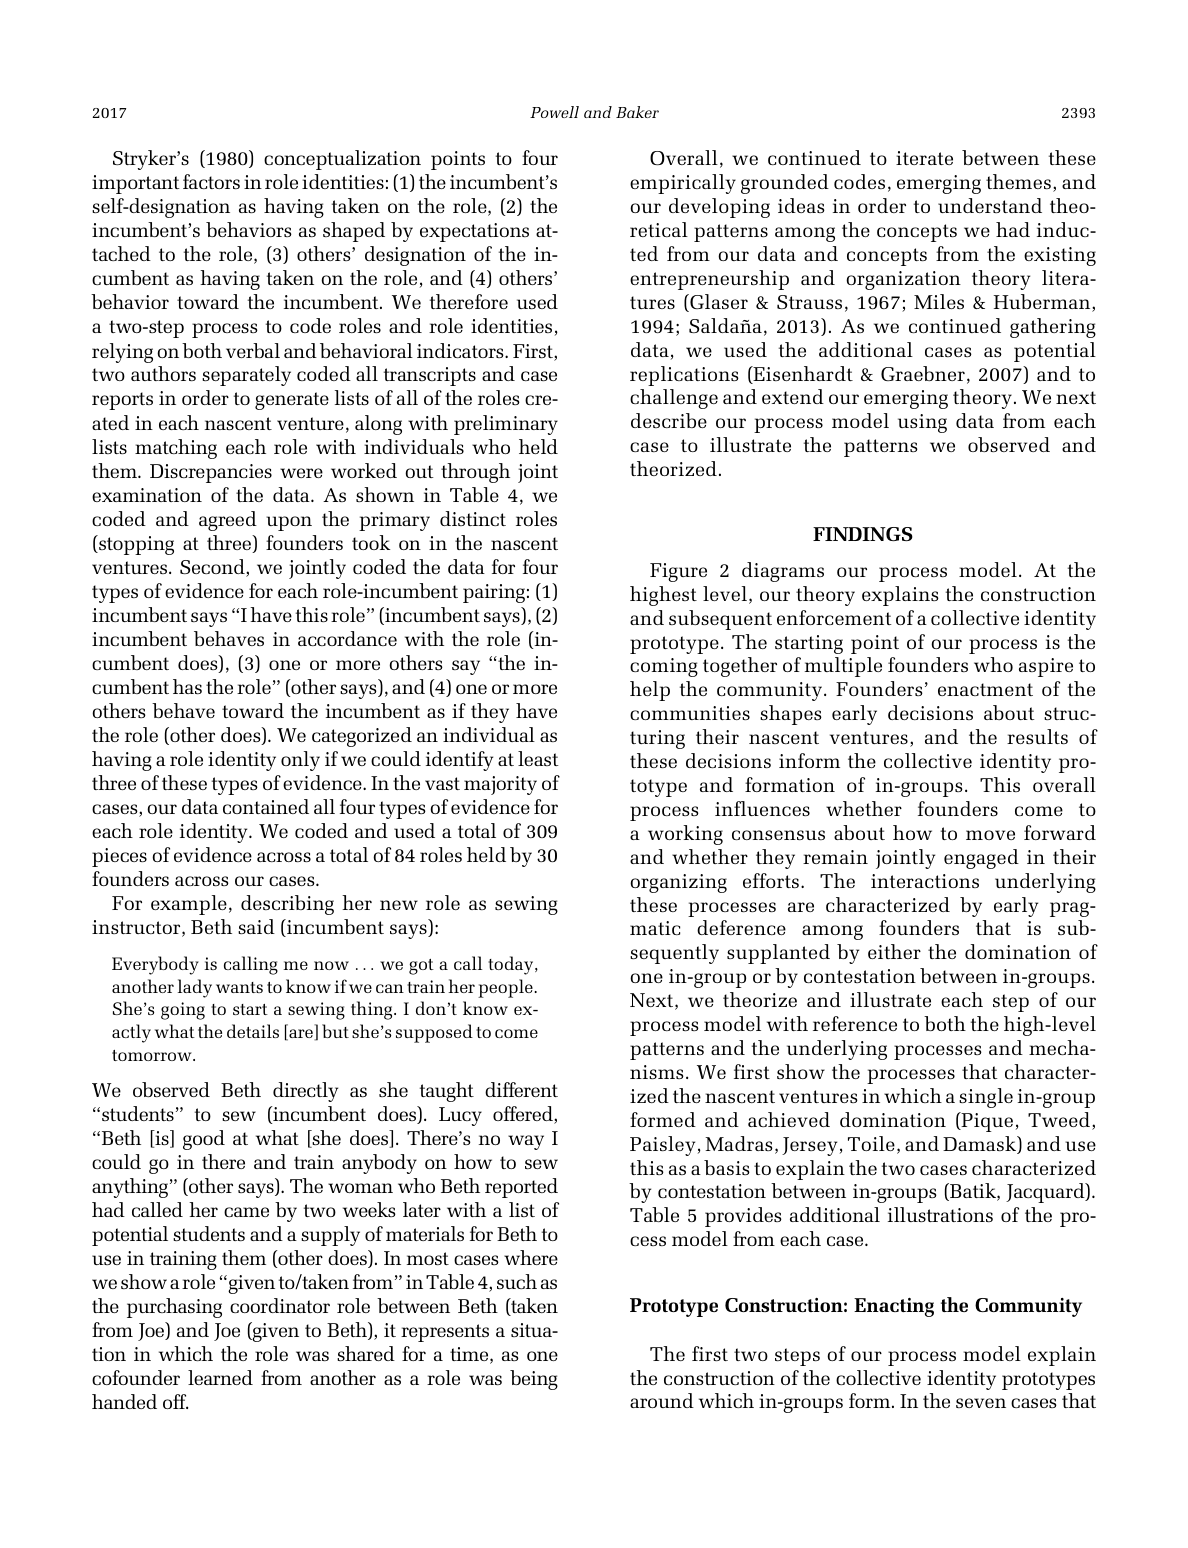 2017
Powell and Baker
2393
Stryker's (1980) conceptualization points to four
important factors in role identities: (1) the incumbent's
self-designation as having taken on the role, (2) the
incumbent's behaviors as shaped by expectations at-
tached to the role, (3) others' designation of the in-
cumbent as having taken on the role, and (4) others'
behavior toward the incumbent. We therefore used
a two-step process to code roles and role identities,
relying on both verbal and behavioral indicators. First,
two authors separately coded all transcripts and case
reports in order to generate lists of all of the roles cre-
ated in each nascent venture, along with preliminary
lists matching each role with individuals who held
them. Discrepancies were worked out through joint
examination of the data. As shown in Table 4, we
coded and agreed upon the primary distinct roles
(stopping at three) founders took on in the nascent
ventures. Second, we jointly coded the data for four
types of evidence for each role-incumbent pairing: (1)
incumbent says “I have this role” (incumbent says), (2)
incumbent behaves in accordance with the role (in-
cumbent does), (3) one or more others say “the in-
cumbent has the role” (other says), and (4) one or more
others behave toward the incumbent as if they have
the role (other does). We categorized an individual as
having a role identity only if we could identify at least
three of these types of evidence. In the vast majority of
cases, our data contained all four types of evidence for
each role identity. We coded and used a total of 309
pieces of evidence across a total of 84 roles held by 30
founders across our cases.
For example, describing her new role as sewing
instructor, Beth said (incumbent says):
Everybody is calling me now ... we got a call today,
another lady wants to know if we can train her people.
She's going to start a sewing thing. I don't know ex-
actly what the details [are] but she's supposed to come
tomorrow.
We observed Beth directly as she taught different
“students” to sew (incumbent does). Lucy offered,
“Beth [is] good at what [she does]. There's no way I
could go in there and train anybody on how to sew
anything” (other says). The woman who Beth reported
had called her came by two weeks later with a list of
potential students and a supply of materials for Beth to
use in training them (other does). In most cases where
we show a role “given to/taken from” in Table 4, such as
the purchasing coordinator role between Beth (taken
from Joe) and Joe (given to Beth), it represents a situa-
tion in which the role was shared for a time, as one
cofounder learned from another as a role was being
handed off.
Overall, we continued to iterate between these
empirically grounded codes, emerging themes, and
our developing ideas in order to understand theo-
retical patterns among the concepts we had induc-
ted from our data and concepts from the existing
entrepreneurship and organization theory litera-
tures (Glaser & Strauss, 1967; Miles & Huberman,
1994; Saldaña, 2013). As we continued gathering
data, we used the additional cases as potential
replications (Eisenhardt & Graebner, 2007) and to
challenge and extend our emerging theory. We next
describe our process model using data from each
case to illustrate the patterns we observed and
theorized.
FINDINGS
Figure 2 diagrams our process model. At the
highest level, our theory explains the construction
and subsequent enforcement of a collective identity
prototype. The starting point of our process is the
coming together of multiple founders who aspire to
help the community. Founders' enactment of the
communities shapes early decisions about struc-
turing their nascent ventures, and the results of
these decisions inform the collective identity pro-
totype and formation of in-groups. This overall
process influences whether founders come to
a working consensus about how to move forward
and whether they remain jointly engaged in their
organizing efforts. The interactions underlying
these processes are characterized by early prag-
matic deference among founders that is sub-
sequently supplanted by either the domination of
one in-group or by contestation between in-groups.
Next, we theorize and illustrate each step of our
process model with reference to both the high-level
patterns and the underlying processes and mecha-
nisms. We first show the processes that character-
ized the nascent ventures in which a single in-group
formed and achieved domination (Pique, Tweed,
Paisley, Madras, Jersey, Toile, and Damask) and use
this as a basis to explain the two cases characterized
by contestation between in-groups (Batik, Jacquard).
Table 5 provides additional illustrations of the pro-
cess model from each case.
Prototype Construction: Enacting the Community
The first two steps of our process model explain
the construction of the collective identity prototypes
around which in-groups form. In the seven cases that